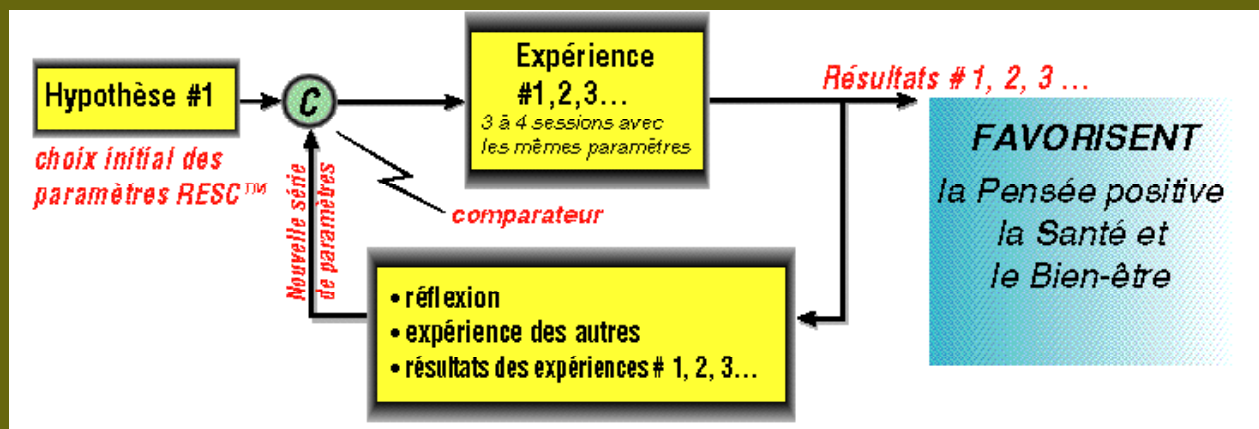 Hypothèse #1
choix initial des
paramètres RESC™
C
Expérience
#1,2,3...
3 à 4 sessions avec
les mêmes paramètres
Résultats # 1, 2, 3 ...
FAVORISENT
la Pensée positive
la Santé et
le Bien-être
comparateur
Nouvelle série
de paramètres
• réflexion
• expérience des autres
• résultats des expériences # 1, 2, 3...